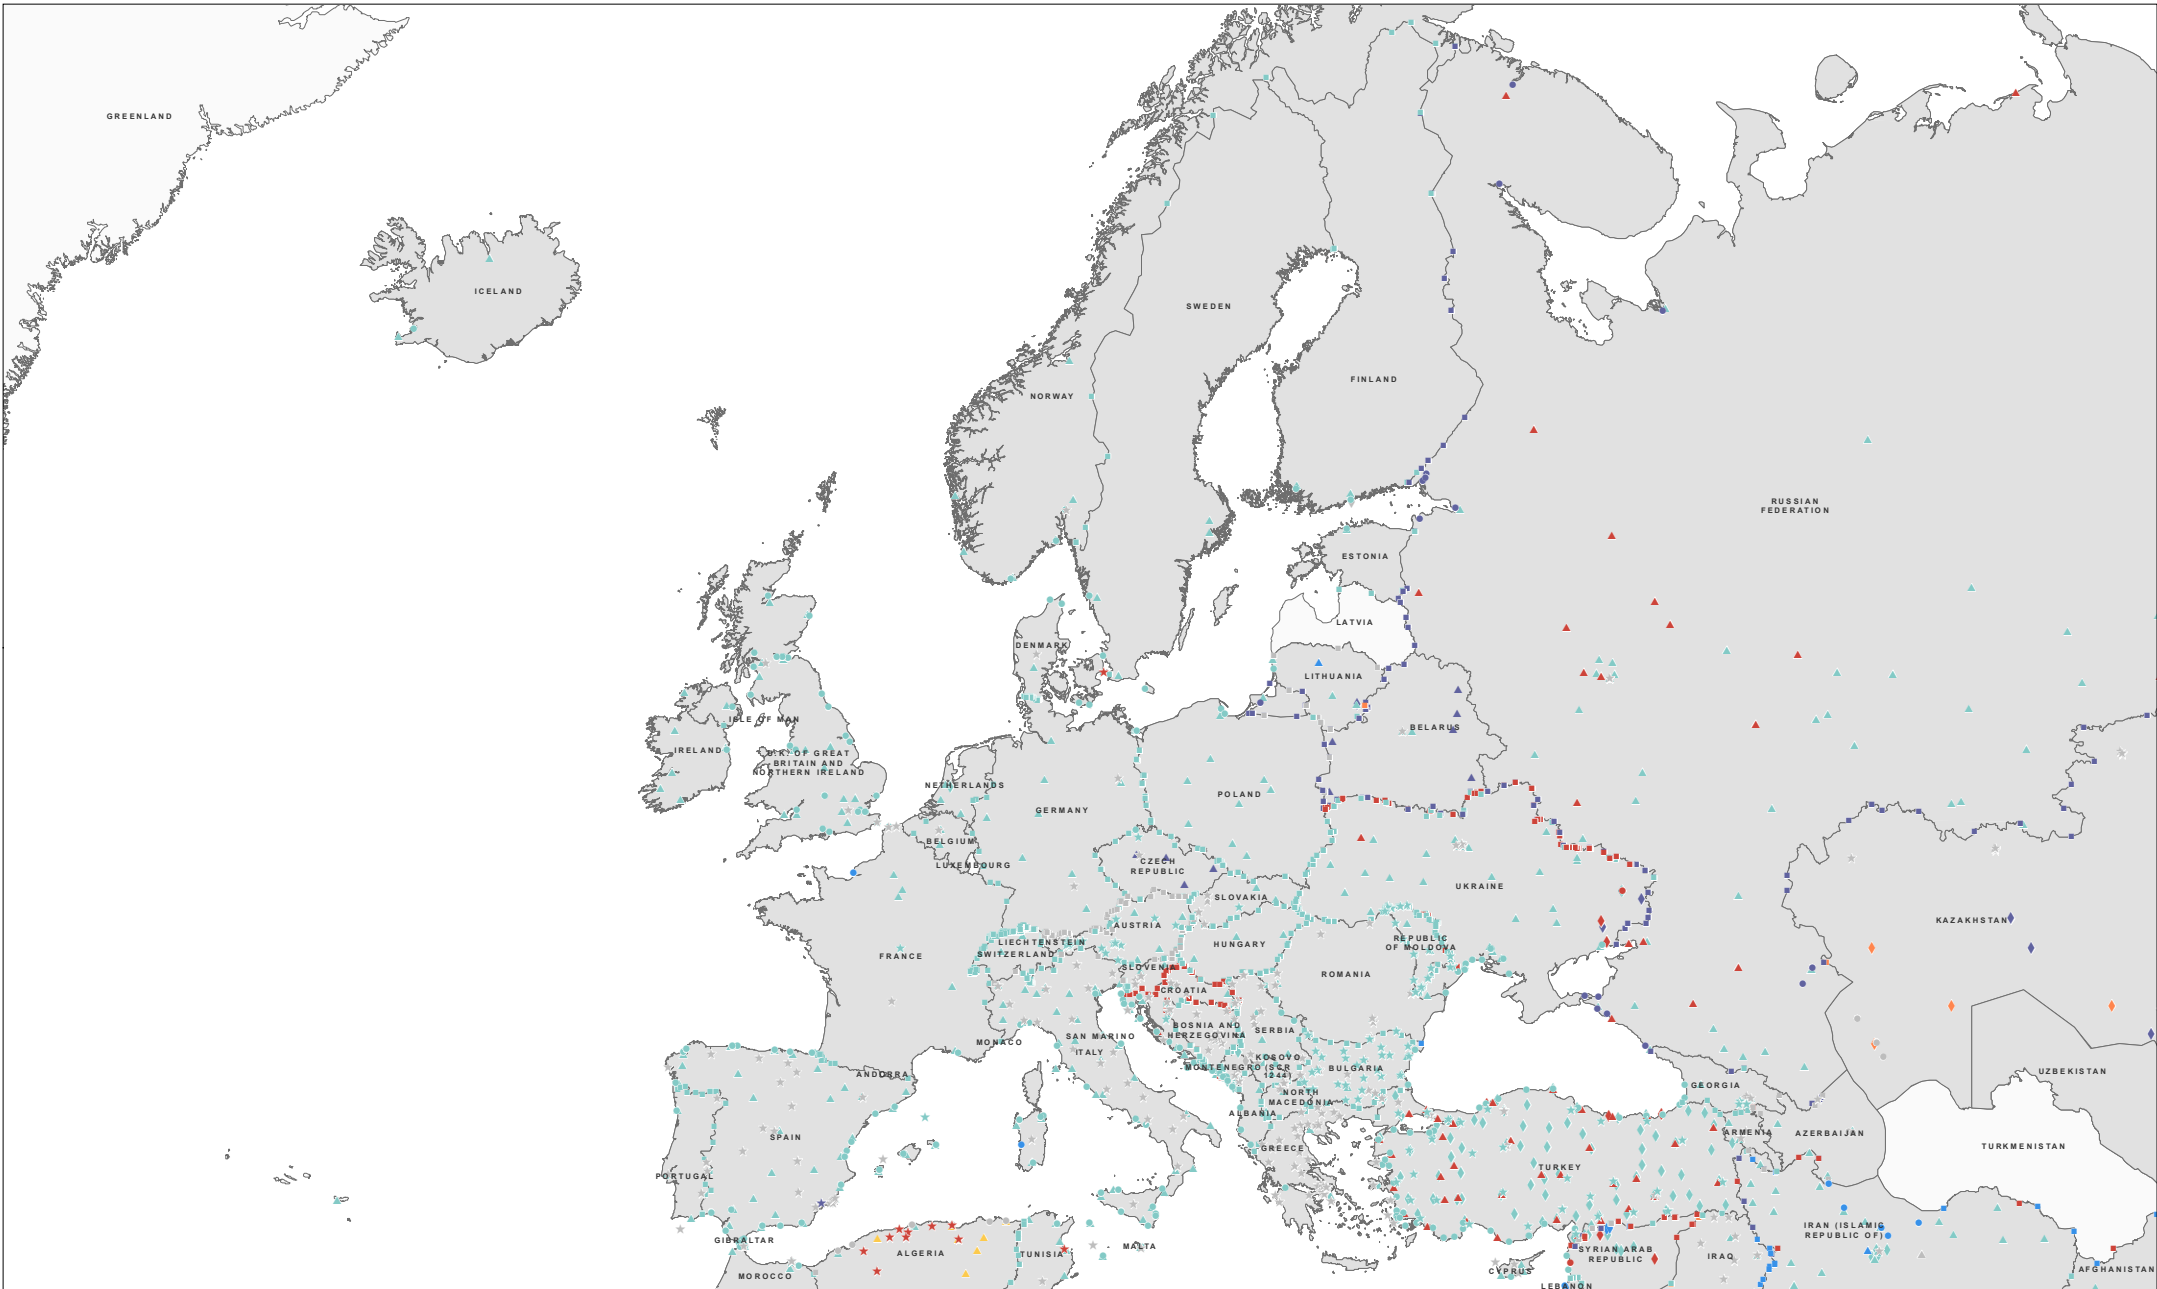 GREENLAND
ICELAND
SWEDEN
FINLAND
NORWAY
RUSSIAN
FEDERATION
ESTONIA
LATVIA
DENMARK
LITHUANIA
ISLE OF MAN
BELARUS
IRELAND
U.K. OF GREAT
BRITAIN AND
NORTHERN IRELAND
NETHERLANDS
POLAND
GERMANY
BELGIUM
LUXEMBOURG
CZECH
REPUBLIC
UKRAINE
SLOVAKIA
KAZAKHSTAN
AUSTRIA
LIECHTENSTEIN
HUNGARY
REPUBLIC
OF MOLDOVA
FRANCE
SWITZERLAND
SLOVENIA
ROMANIA
CROATIA
BOSNIA AND
HERZEGOVINA
SERBIA
SAN MARINO
MONACO
ITALY
KOSOVO
(SCR
1244)
MONTENEGRO
BULGARIA
ANDORRA
UZBEKISTAN
GEORGIA
NORTH
MACEDONIA
ALBANIA
SPAIN
ARMENIA
AZERBAIJAN
GREECE
TURKMENISTAN
PORTUGAL
TURKEY
GIBRALTAR
ALGERIA
TUNISIA
MALTA
SYRIAN ARAB
REPUBLIC
IRAQ
IRAN (ISLAMIC
REPUBLIC OF)
MOROCCO
CYPRUS
AFGHANISTAN
LEBANON